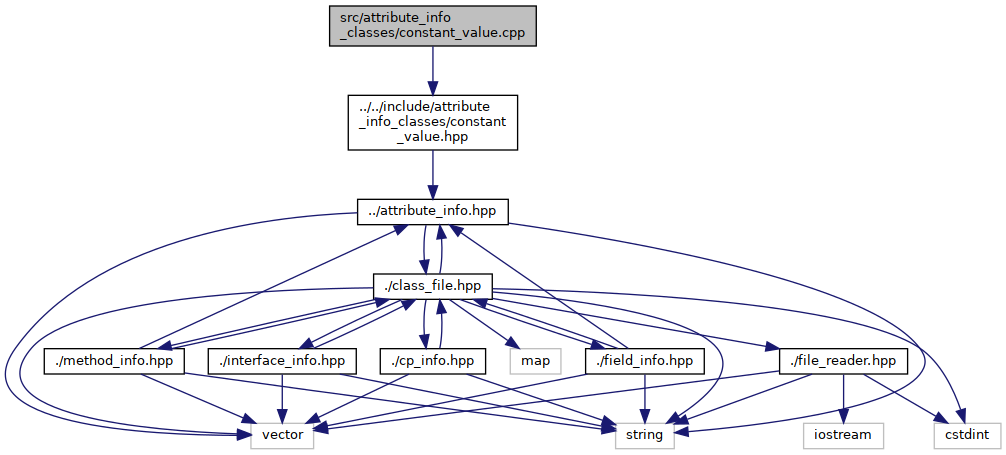 src/attribute_info
_classes/constant_value.cpp
../../include/attribute
_info_classes/constant
_value.hpp
../attribute_info.hpp
./class_file.hpp
./method_info.hpp
./interface_info.hpp
./cp_info.hpp
map
./field_info.hpp
./file_reader.hpp
vector
string
iostream
cstdint